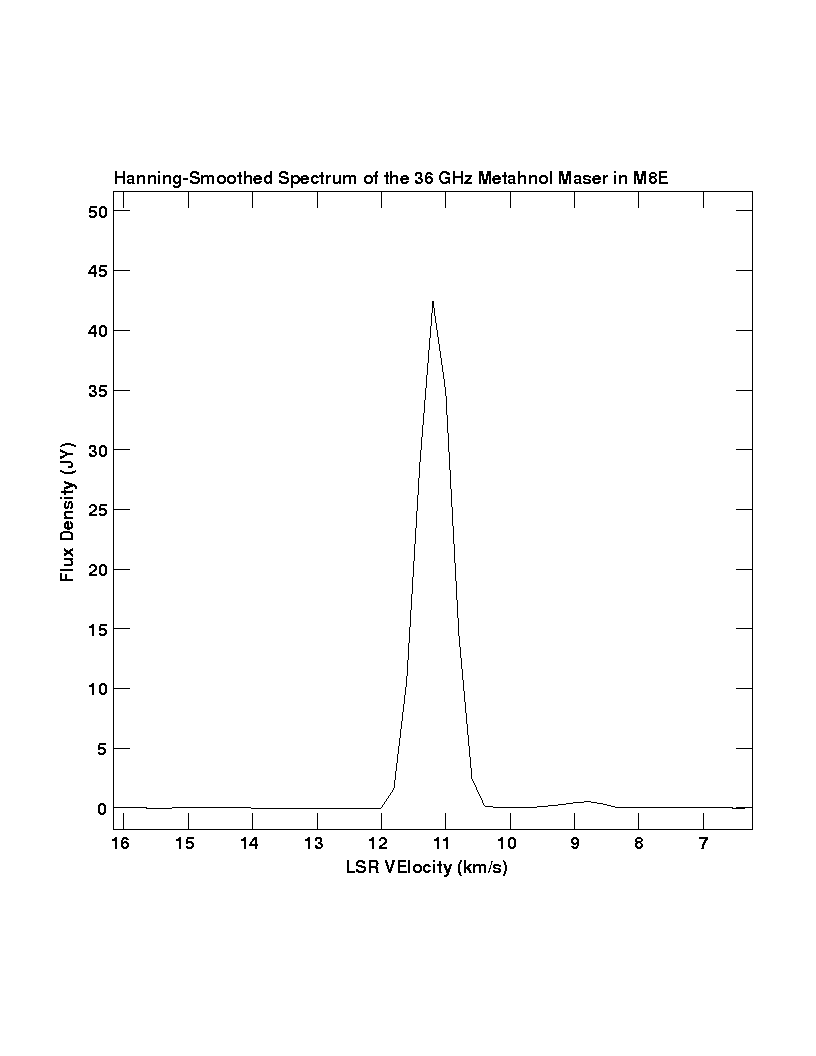 Hanning-Smoothed Spectrum of the 36 GHz Metahnol Maser in M8E
50
45
40
35
30
25
20
15
10
5
0
Flux Density (JY)
16 15 14 13 12 11 10 9 8 7
LSR VElocity (km/s)